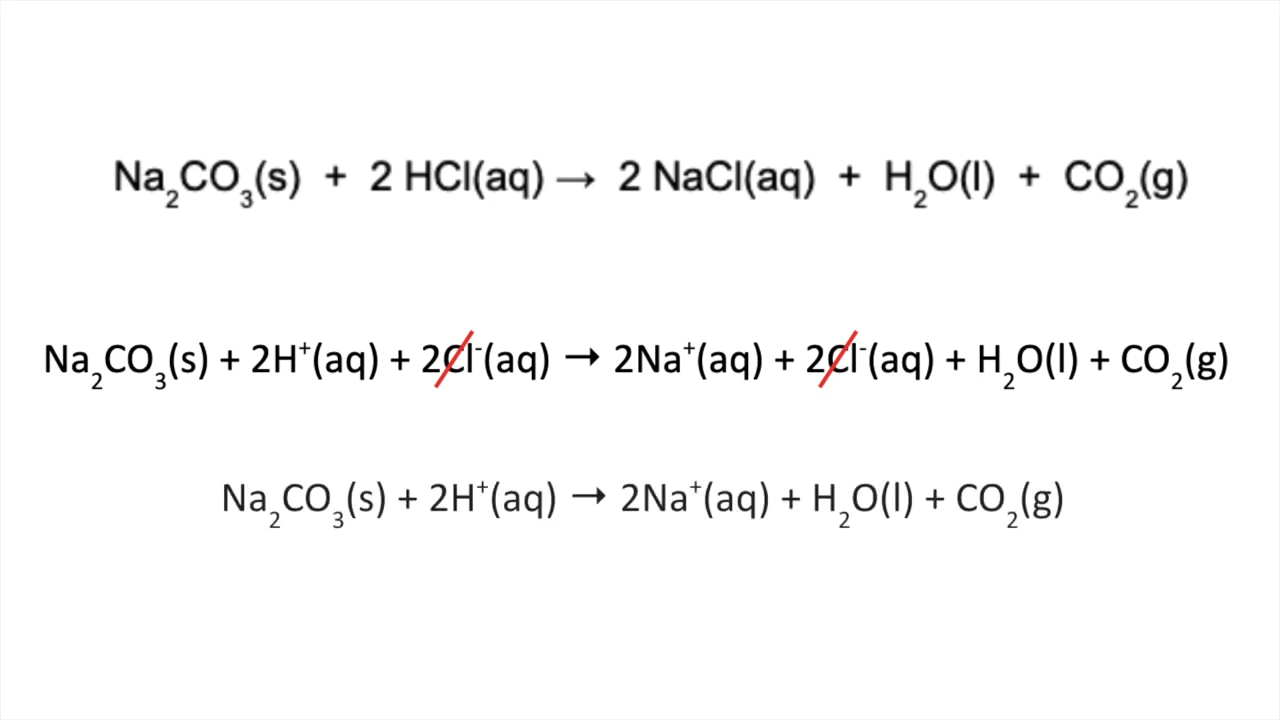 Na₂CO₃(s) + 2 HCl(aq) → 2 NaCl(aq) + H₂O(l) + CO₂(g)
Na₂CO₃(s) + 2H⁺(aq) + 2Cl⁻(aq) → 2Na⁺(aq) + 2Cl⁻(aq) + H₂O(l) + CO₂(g)
Na₂CO₃(s) + 2H⁺(aq) → 2Na⁺(aq) + H₂O(l) + CO₂(g)